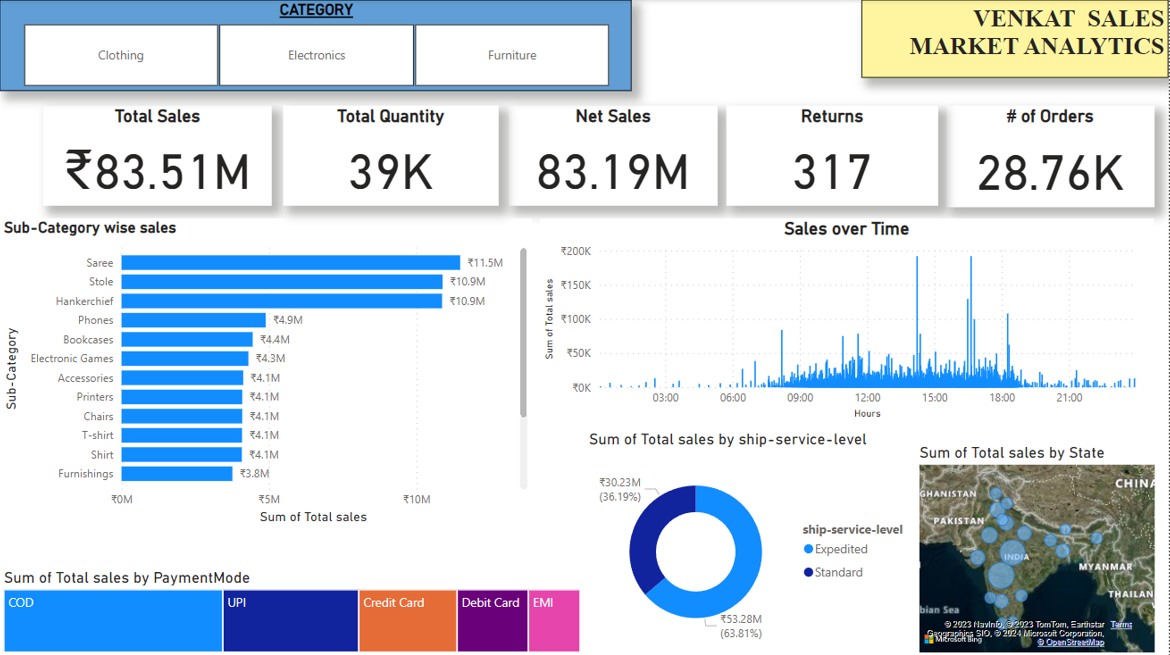 CATEGORY
Clothing
Electronics
Furniture
VENKAT SALES
MARKET ANALYTICS
Total Sales
₹83.51M
Total Quantity
39K
Net Sales
83.19M
Returns
317
# of Orders
28.76K
Sub-Category wise sales
Sub-Category
Saree
₹11.5M
Stole
₹10.9M
Hankerchief
₹10.9M
Phones
₹4.9M
Bookcases
₹4.4M
Electronic Games
₹4.3M
Accessories
₹4.1M
Printers
₹4.1M
Chairs
₹4.1M
T-shirt
₹4.1M
Shirt
₹4.1M
Furnishings
₹3.8M
₹0M
₹5M
₹10M
Sum of Total sales
Sales over Time
Sum of Total sales
₹200K
₹150K
₹100K
₹50K
₹0K
03:00
06:00
09:00
12:00
15:00
18:00
21:00
Hours
Sum of Total sales by ship-service-level
₹30.23M
(36.19%)
₹53.28M
(63.81%)
ship-service-level
Expedited
Standard
Sum of Total sales by State
CHINA
GHANISTAN
PAKISTAN
INDIA
MYANMAR
THAILAN
bian Sea
© 2023 NavInfo, © 2023 TomTom, Earthstar
Geographics SIO, © 2024 Microsoft Corporation,
Microsoft Bing
© OpenStreetMap
Terms
Sum of Total sales by PaymentMode
COD
UPI
Credit Card
Debit Card
EMI